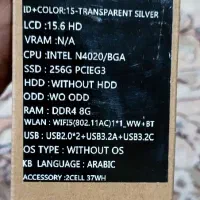 ID+COLOR:15-TRANSPARENT SILVER
LCD :15.6 HD
VRAM : N/A
CPU :INTEL N4020/BGA
SSD : 256G PCIEG3
HDD : WITHOUT HDD
ODD : WO ODD
RAM : DDR4 8G
WLAN : WIFI5(802.11AC)1*1_WW+BT
USB : USB2.0*2+USB3.2A+USB3.2C
OS TYPE : WITHOUT OS
KB LANGUAGE : ARABIC
ACCESSORY :2CELL 37WH